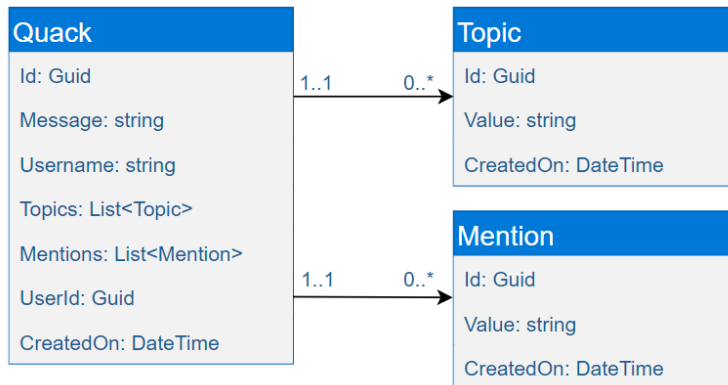 Quack
Id: Guid
Message: string
Username: string
Topics: List<Topic>
Mentions: List<Mention>
UserId: Guid
CreatedOn: DateTime
1..1 0..*
1..1 0..*
Topic
Id: Guid
Value: string
CreatedOn: DateTime
Mention
Id: Guid
Value: string
CreatedOn: DateTime